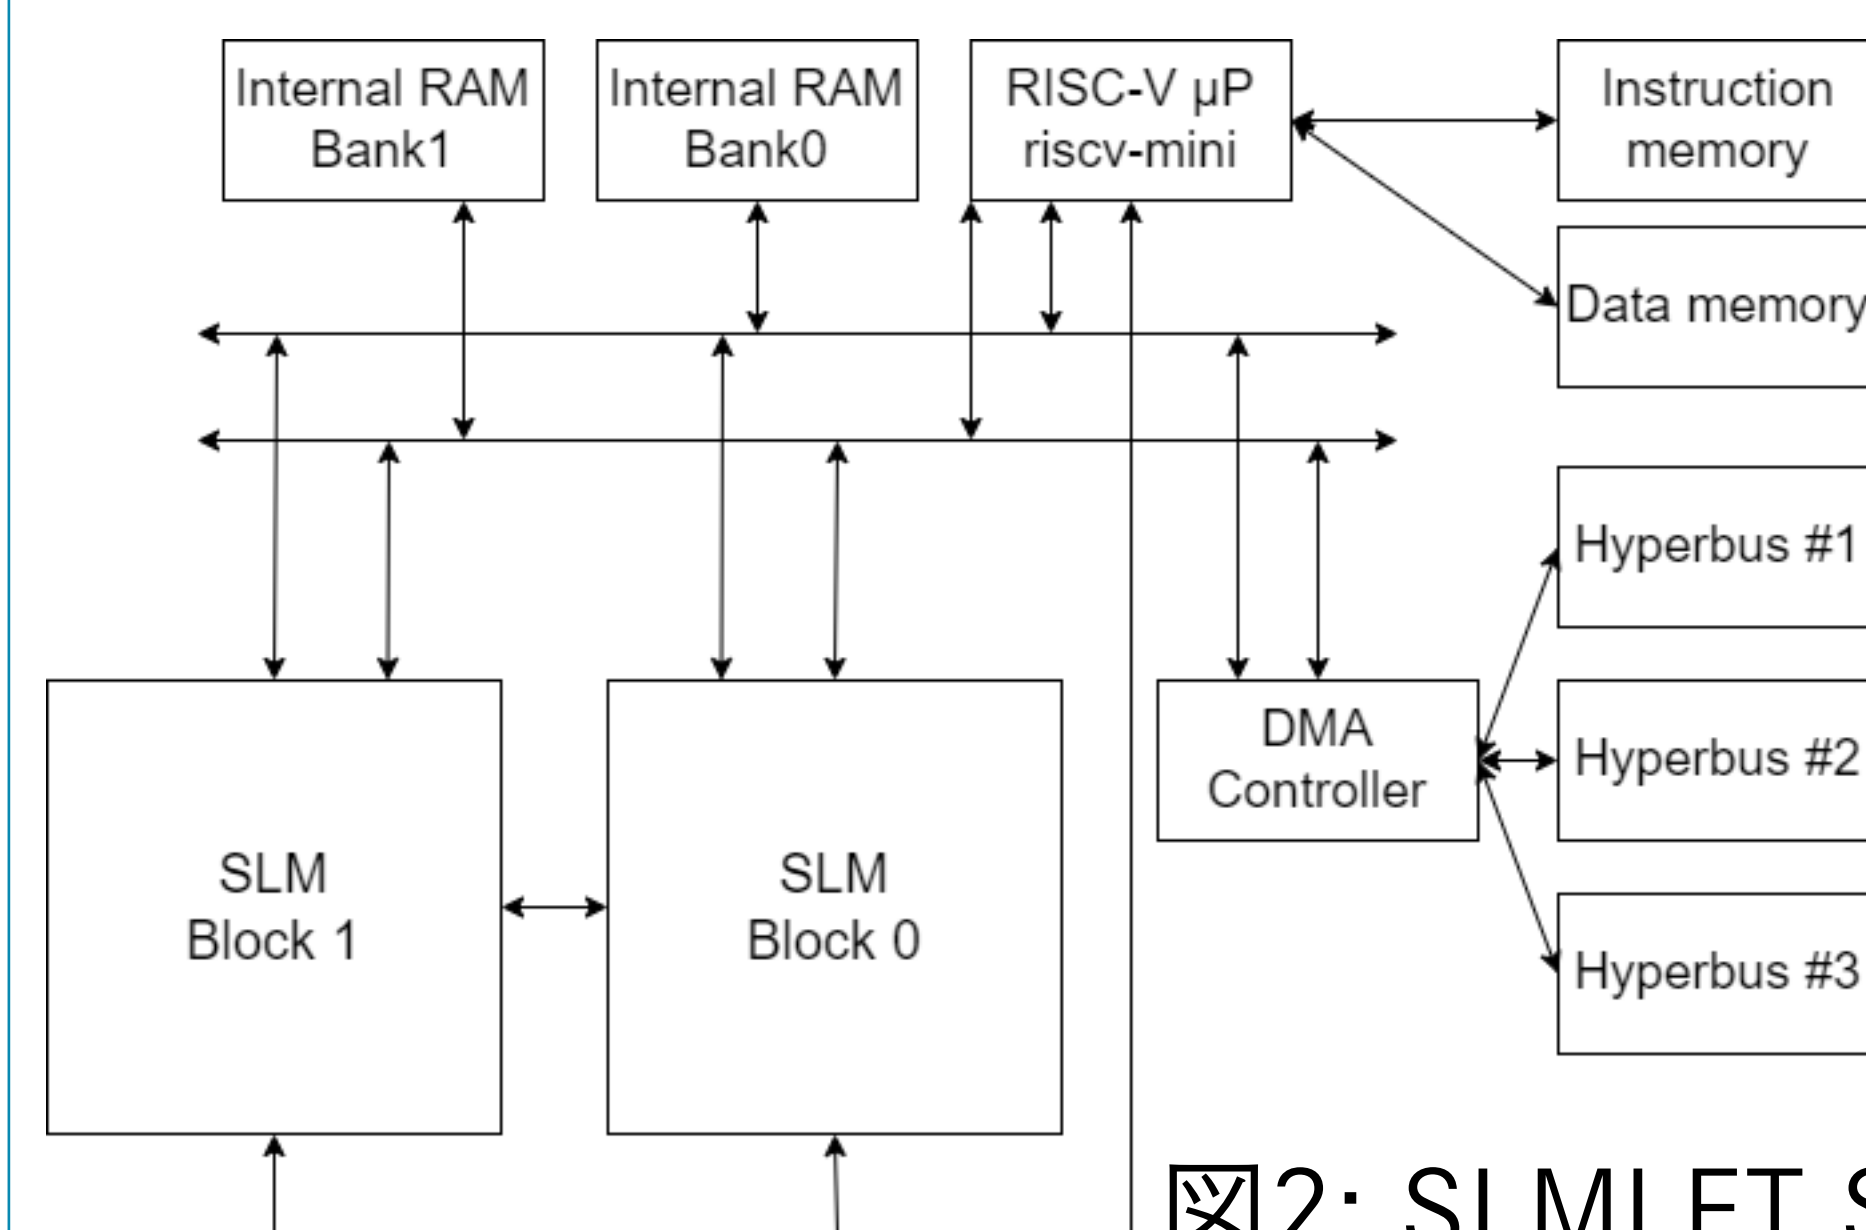 Internal RAM
Bank1
Internal RAM
Bank0
RISC-V µP
riscv-mini
Instruction
memory
Data memory
Hyperbus #1
DMA
Controller
Hyperbus #2
SLM
Block 1
SLM
Block 0
Hyperbus #3
図2: SLMLET